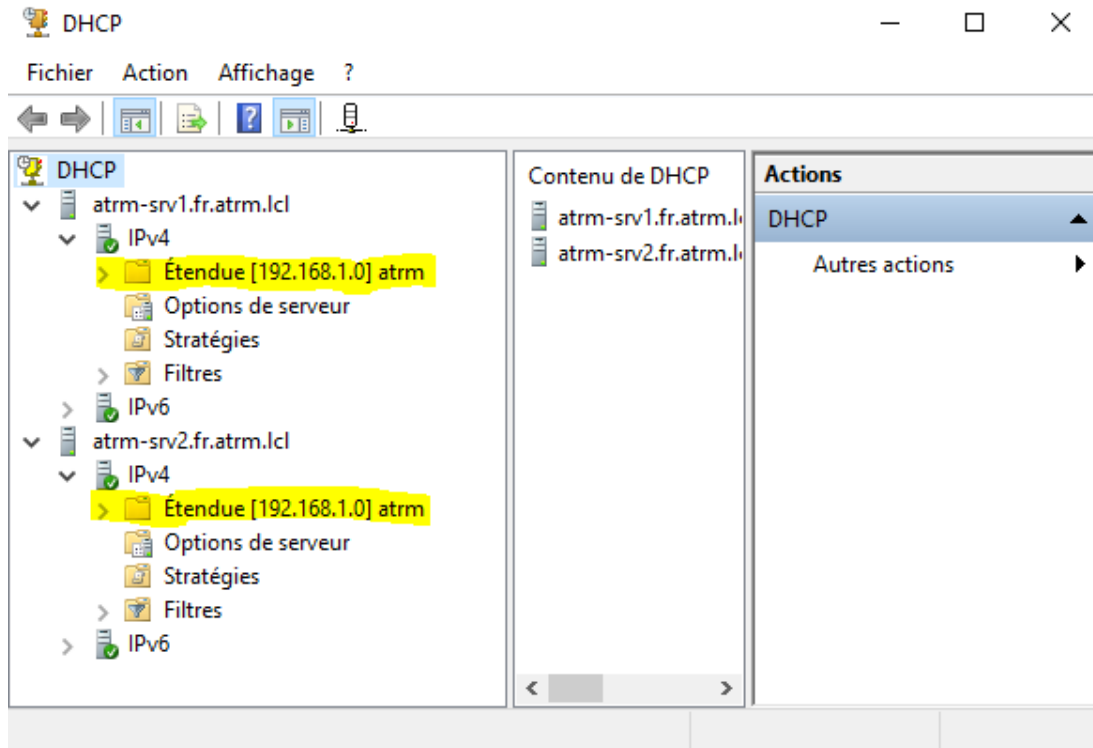 DHCP
Fichier Action Affichage ?
DHCP
atrm-srv1.fr.atrm.lcl
IPv4
Étendue [192.168.1.0] atrm
Options de serveur
Stratégies
Filtres
IPv6
atrm-srv2.fr.atrm.lcl
IPv4
Étendue [192.168.1.0] atrm
Options de serveur
Stratégies
Filtres
IPv6
Contenu de DHCP
atrm-srv1.fr.atrm.l
atrm-srv2.fr.atrm.l
Actions
DHCP
Autres actions